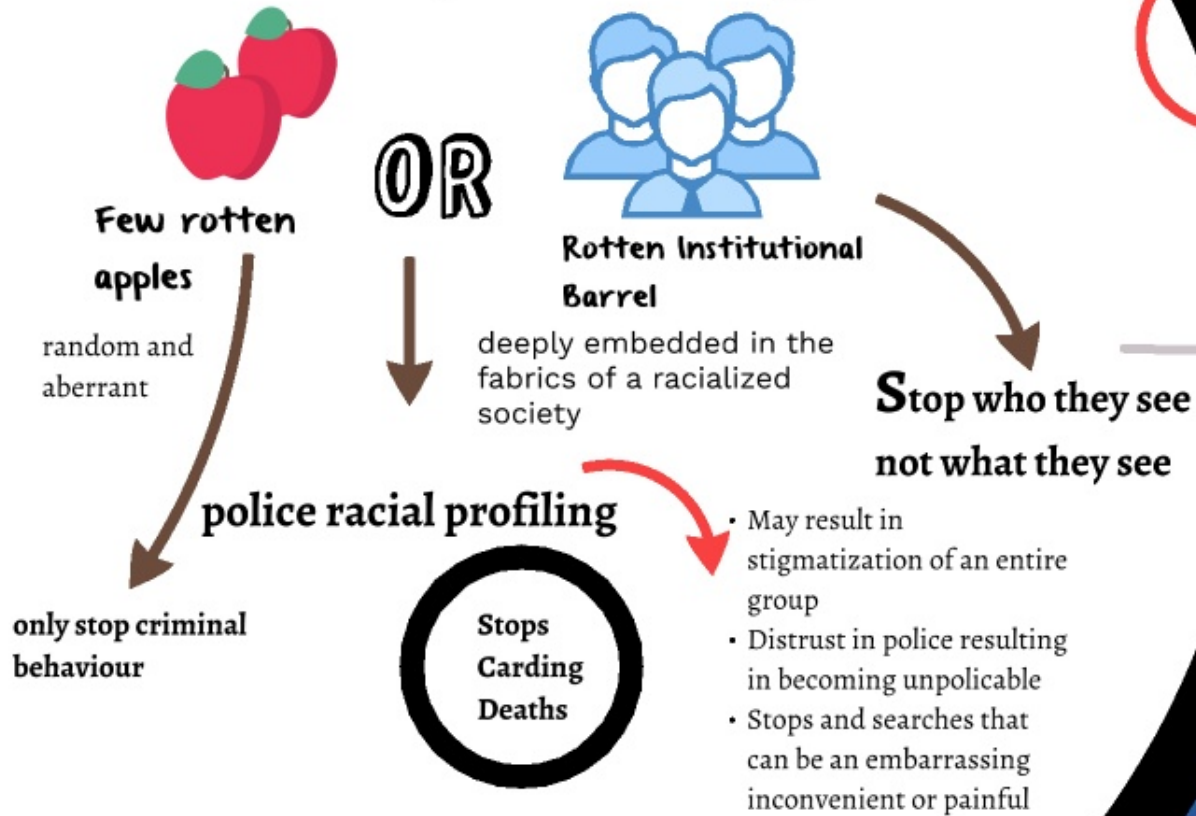 OR
Few rotten
apples
random and
aberrant
Rotten Institutional
Barrel
deeply embedded in the
fabrics of a racialized
society
Stop who they see
not what they see
police racial profiling
only stop criminal
behaviour
Stops
Carding
Deaths
• May result in
stigmatization of an entire
group
• Distrust in police resulting
in becoming unpolicable
• Stops and searches that
can be an embarrassing
inconvenient or painful